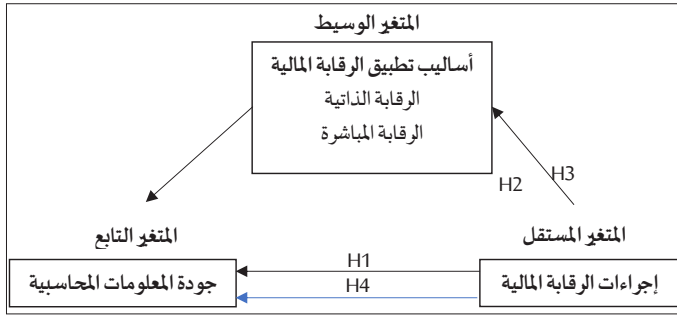 المتغير الوسيط
أساليب تطبيق الرقابة المالية
الرقابة الذاتية
الرقابة المباشرة
H3
H2
المتغير المستقل
المتغير التابع
H1
إجراءات الرقابة المالية
جودة المعلومات المحاسبية
H4